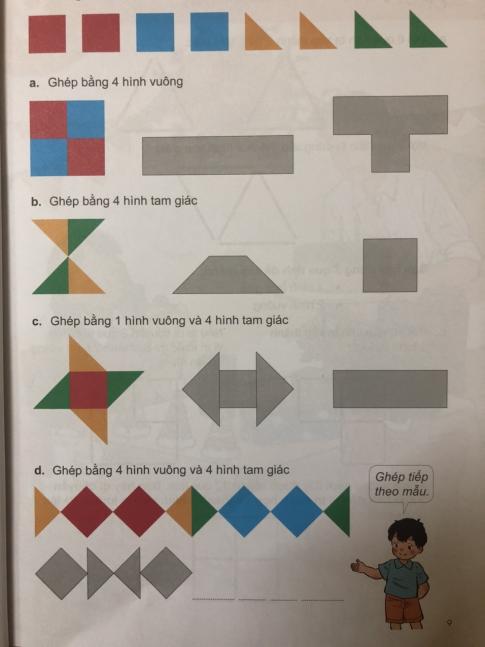 a. Ghép bằng 4 hình vuông
b. Ghép bằng 4 hình tam giác
c. Ghép bằng 1 hình vuông và 4 hình tam giác
d. Ghép bằng 4 hình vuông và 4 hình tam giác
Ghép tiếp
theo mẫu.
9